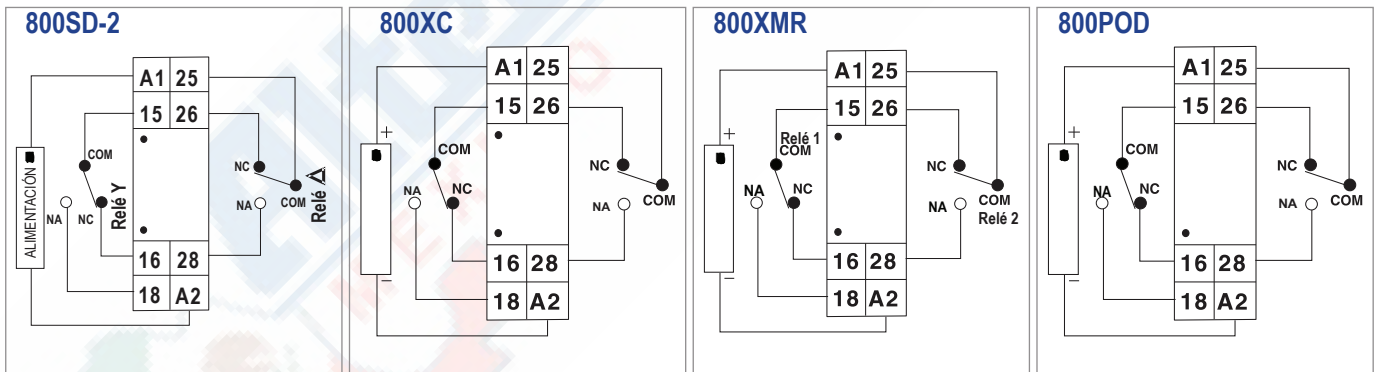 800SD-2
A1 25
15 26
COM
NC
NA
NC
Relé Y
NA
COM
Relé Δ
ALIMENTACIÓN
16 28
18 A2
800XC
A1 25
15 26
+
COM
NC
NA
NC
NA
COM
16 28
–
18 A2
800XMR
A1 25
15 26
+
Relé 1
COM
NC
NA
NC
NA
COM
Relé 2
16 28
–
18 A2
800POD
A1 25
15 26
+
COM
NC
NA
NC
NA
COM
16 28
–
18 A2